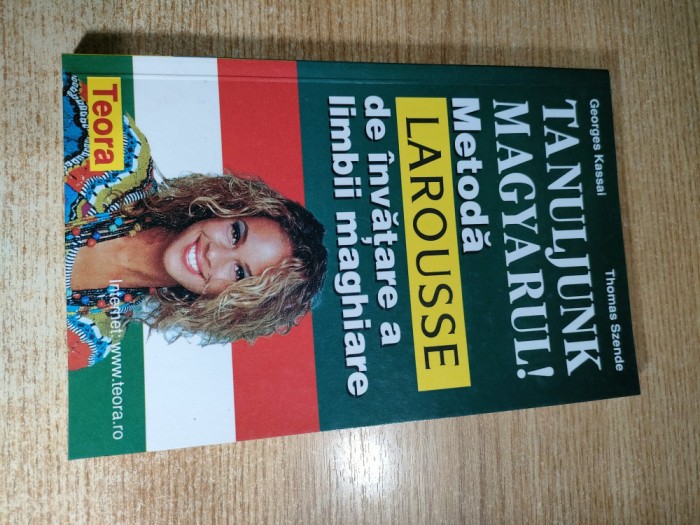 Georges Kassai
Thomas Szende
TANULJUNK
MAGYARUL!
Metodă
LAROUSSE
de învățare a
limbii maghiare
Teora
Internet: www.teora.ro